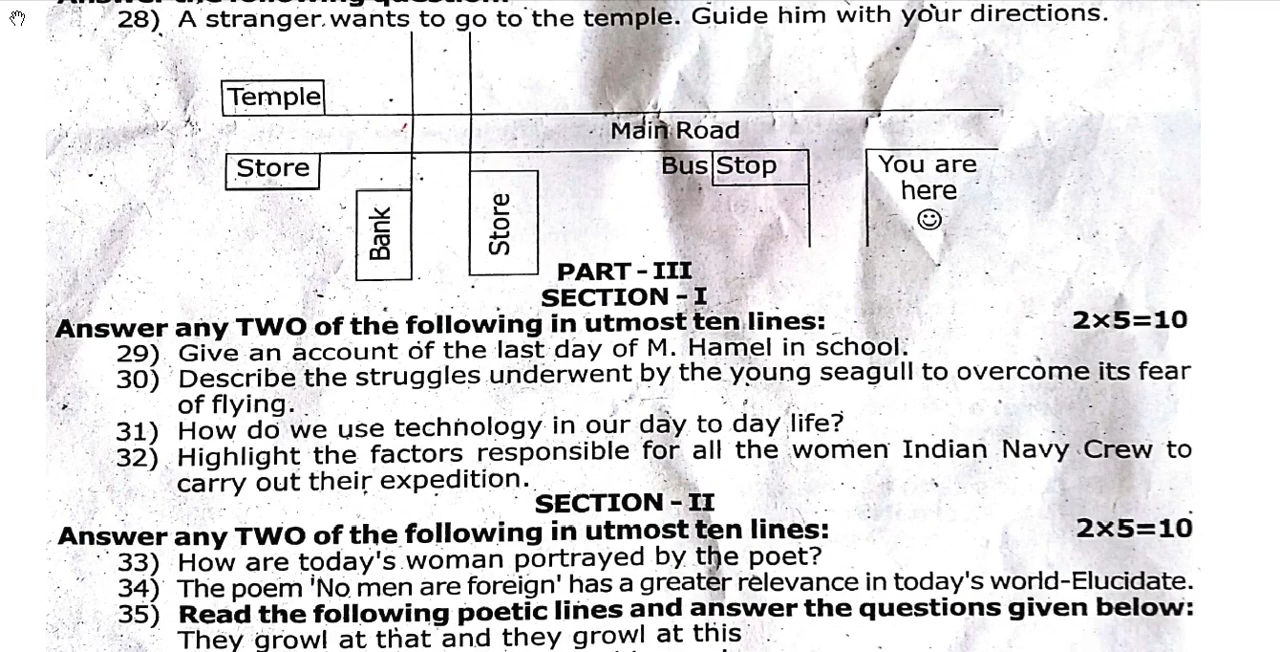 28) A stranger wants to go to the temple. Guide him with your directions.
Temple
Main Road
Store
Bus Stop
You are
here
Bank
Store
PART - III
SECTION - I
Answer any TWO of the following in utmost ten lines: 2×5=10
29) Give an account of the last day of M. Hamel in school.
30) Describe the struggles underwent by the young seagull to overcome its fear
of flying.
31) How do we use technology in our day to day life?
32) Highlight the factors responsible for all the women Indian Navy Crew to
carry out their expedition.
SECTION - II
Answer any TWO of the following in utmost ten lines: 2×5=10
33) How are today's woman portrayed by the poet?
34) The poem 'No men are foreign' has a greater relevance in today's world-Elucidate.
35) Read the following poetic lines and answer the questions given below:
They growl at that and they growl at this